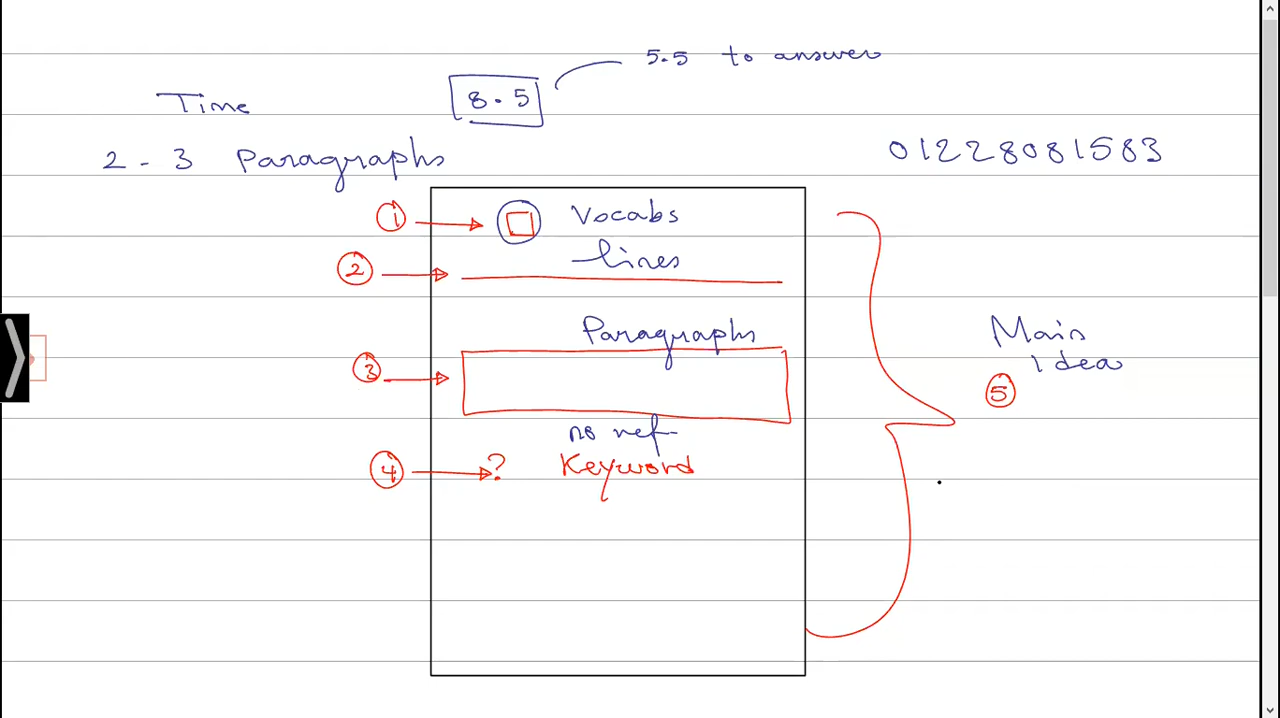 5.5 to answer
Time 8.5
2 - 3 Paragraphs 01228081583
1 Vocabs
2 lines
Paragraphs
3
Main
Idea
5
no ref
4 ? Keyword